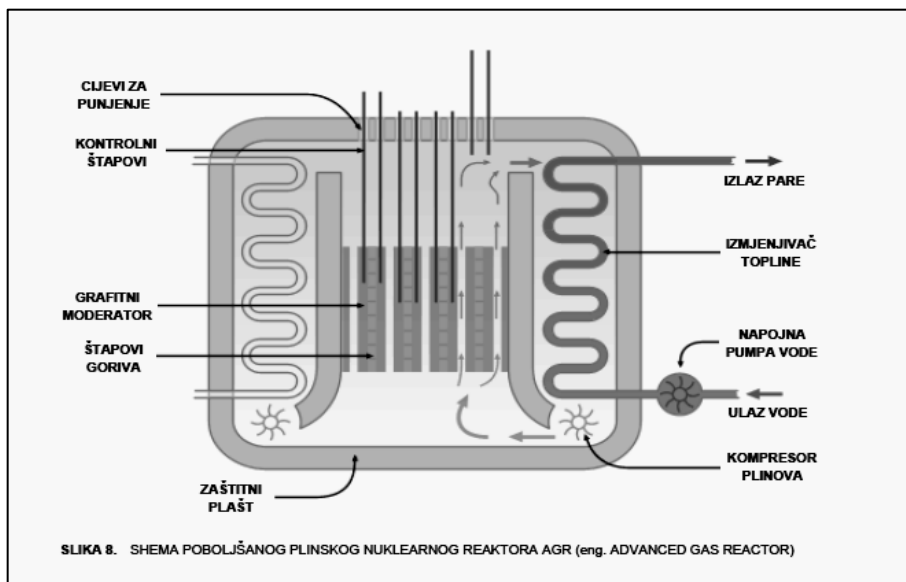 CIJEVI ZA
PUNJENJE
KONTROLNI
ŠTAPOVI
GRAFITNI
MODERATOR
ŠTAPOVI
GORIVA
ZAŠTITNI
PLAŠT
IZLAZ PARE
IZMJENJIVAČ
TOPLINE
NAPOJNA
PUMPA VODE
ULAZ VODE
KOMPRESOR
PLINOVA
SLIKA 8. SHEMA POBOLJŠANOG PLINSKOG NUKLEARNOG REAKTORA AGR (eng. ADVANCED GAS REACTOR)